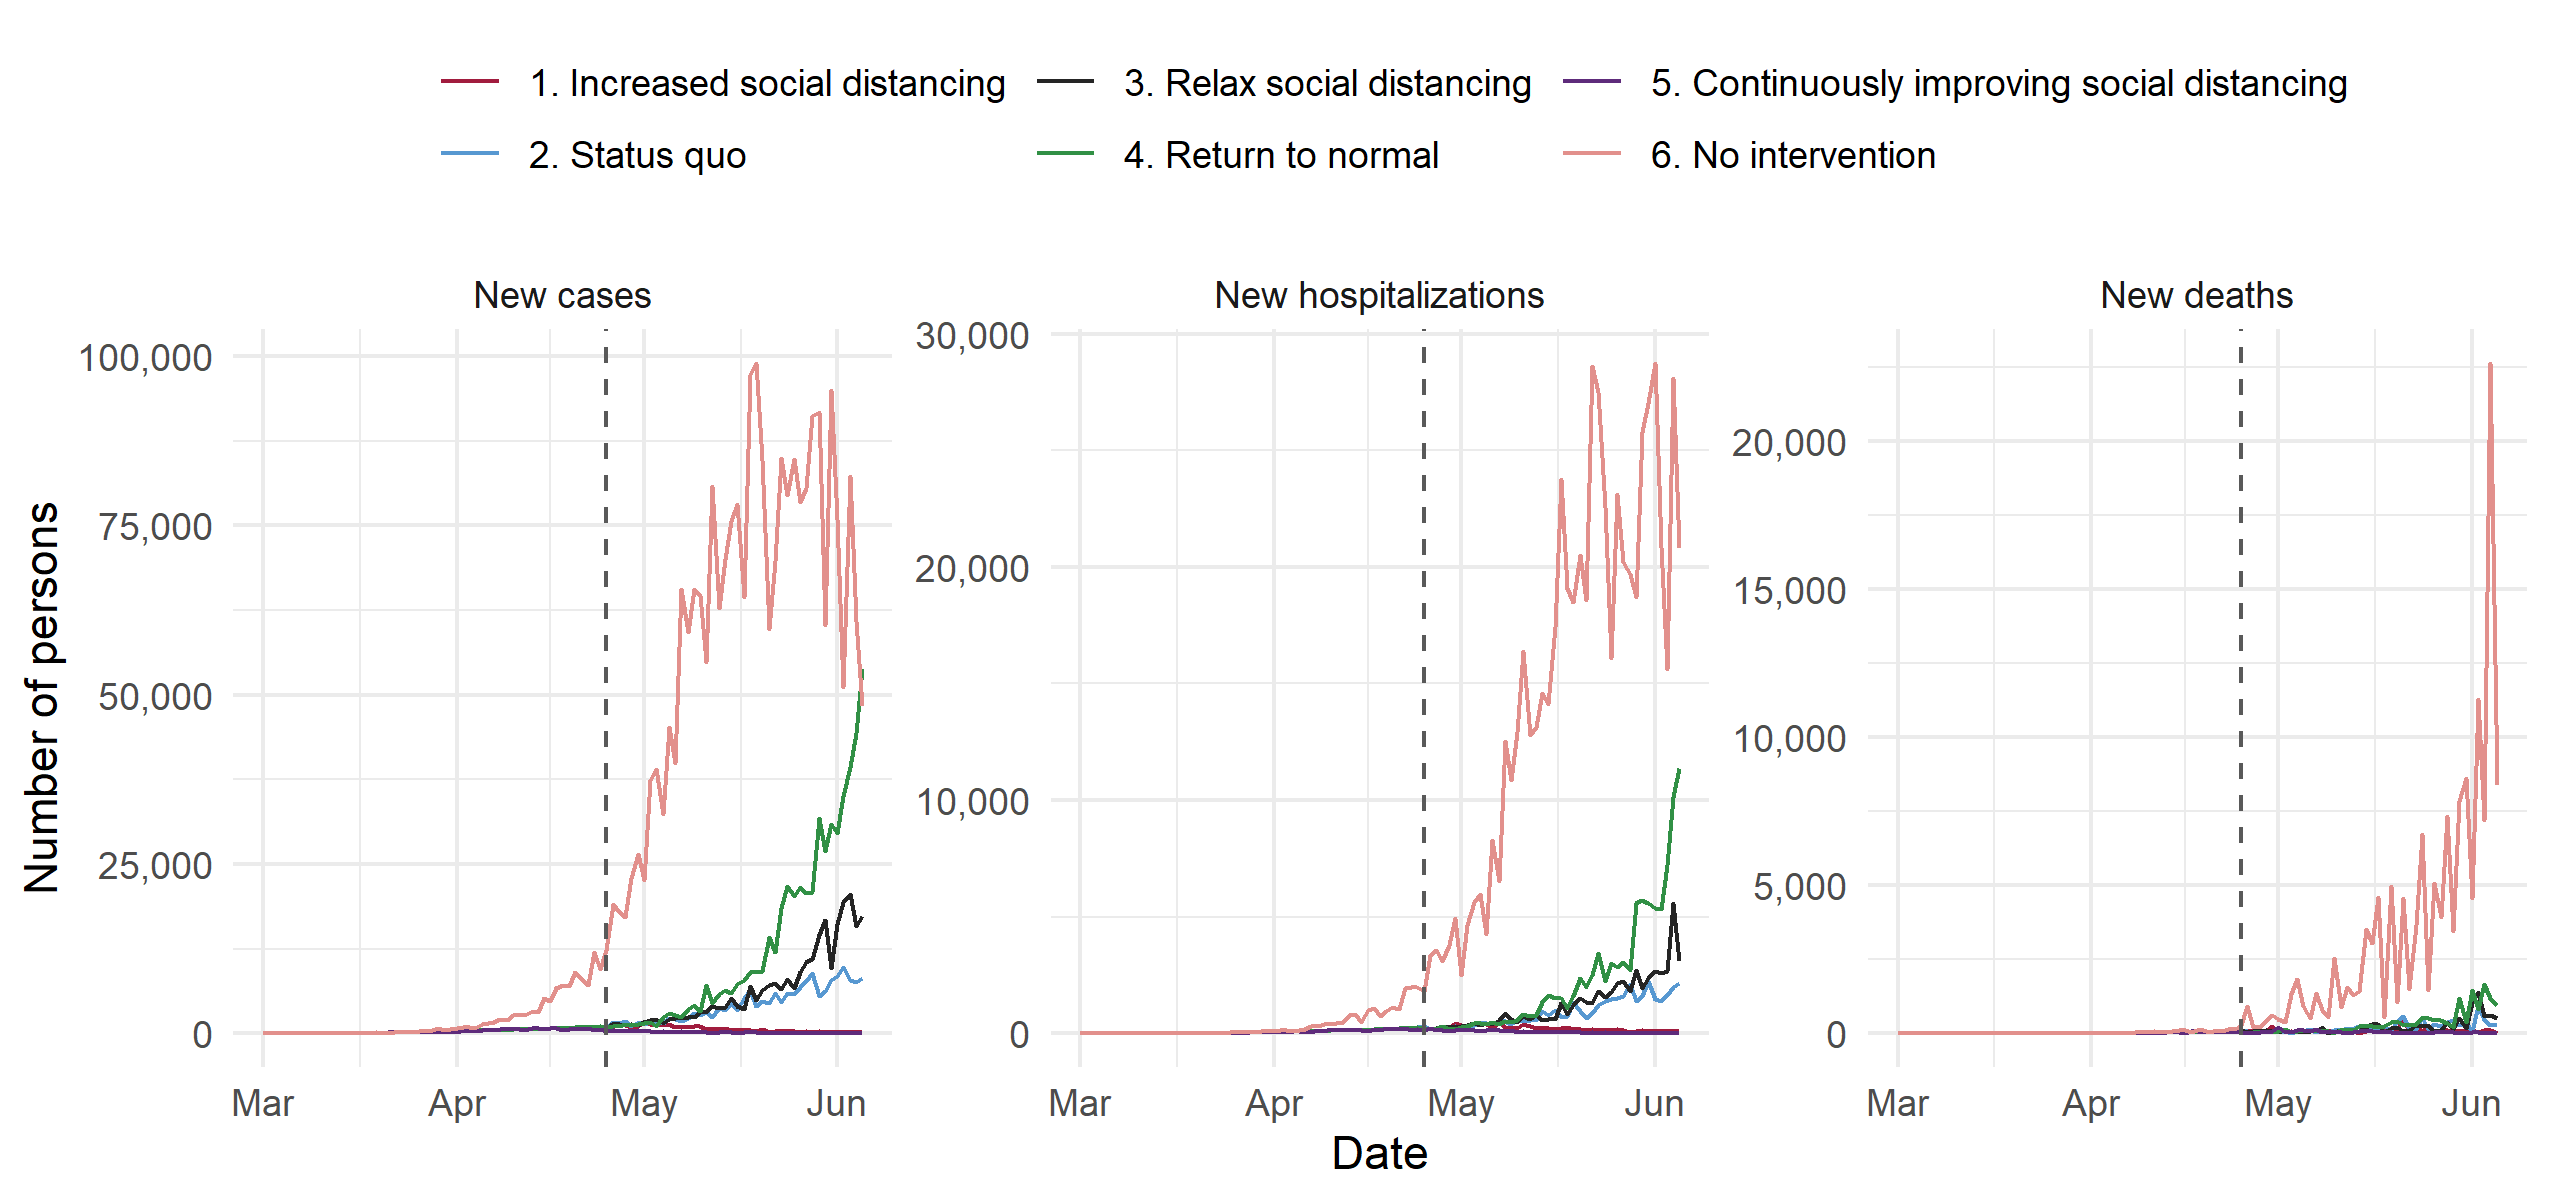 1. Increased social distancing 3. Relax social distancing 5. Continuously improving social distancing
2. Status quo 4. Return to normal 6. No intervention
New cases New hospitalizations New deaths
Number of persons
100,000
75,000
50,000
25,000
0
30,000
20,000
10,000
0
20,000
15,000
10,000
5,000
0
Mar Apr May Jun Mar Apr May Jun Mar Apr May Jun
Date